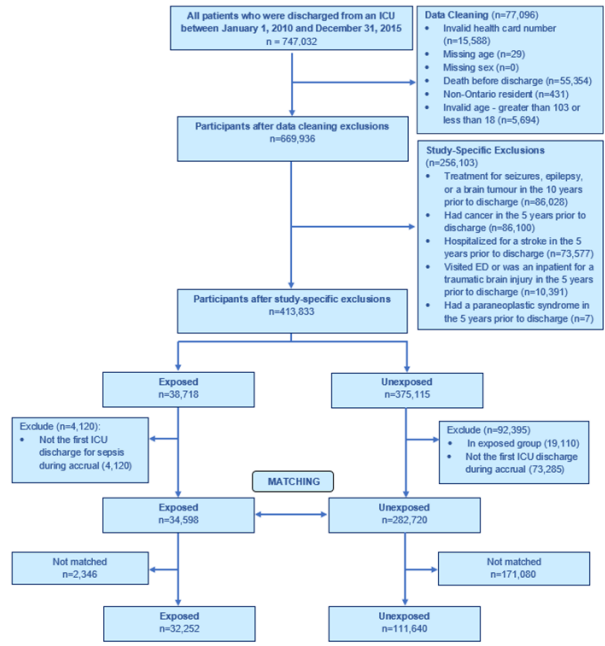 All patients who were discharged from an ICU
between January 1, 2010 and December 31, 2015
n = 747,032
Data Cleaning (n=77,096)
• Invalid health card number
(n=15,588)
• Missing age (n=29)
• Missing sex (n=0)
• Death before discharge (n=55,354)
• Non-Ontario resident (n=431)
• Invalid age - greater than 103 or
less than 18 (n=5,694)
Participants after data cleaning exclusions
n=669,936
Study-Specific Exclusions
(n=256,103)
• Treatment for seizures, epilepsy,
or a brain tumour in the 10 years
prior to discharge (n=86,028)
• Had cancer in the 5 years prior to
discharge (n=86,100)
• Hospitalized for a stroke in the 5
years prior to discharge (n=73,577)
• Visited ED or was an inpatient for a
traumatic brain injury in the 5 years
prior to discharge (n=10,391)
• Had a paraneoplastic syndrome in
the 5 years prior to discharge (n=7)
Participants after study-specific exclusions
n=413,833
Exposed
n=38,718
Unexposed
n=375,115
Exclude (n=4,120):
• Not the first ICU
discharge for sepsis
during accrual (4,120)
Exclude (n=92,395)
• In exposed group (19,110)
• Not the first ICU discharge
during accrual (73,285)
MATCHING
Exposed
n=34,598
Unexposed
n=282,720
Not matched
n=2,346
Not matched
n=171,080
Exposed
n=32,252
Unexposed
n=111,640